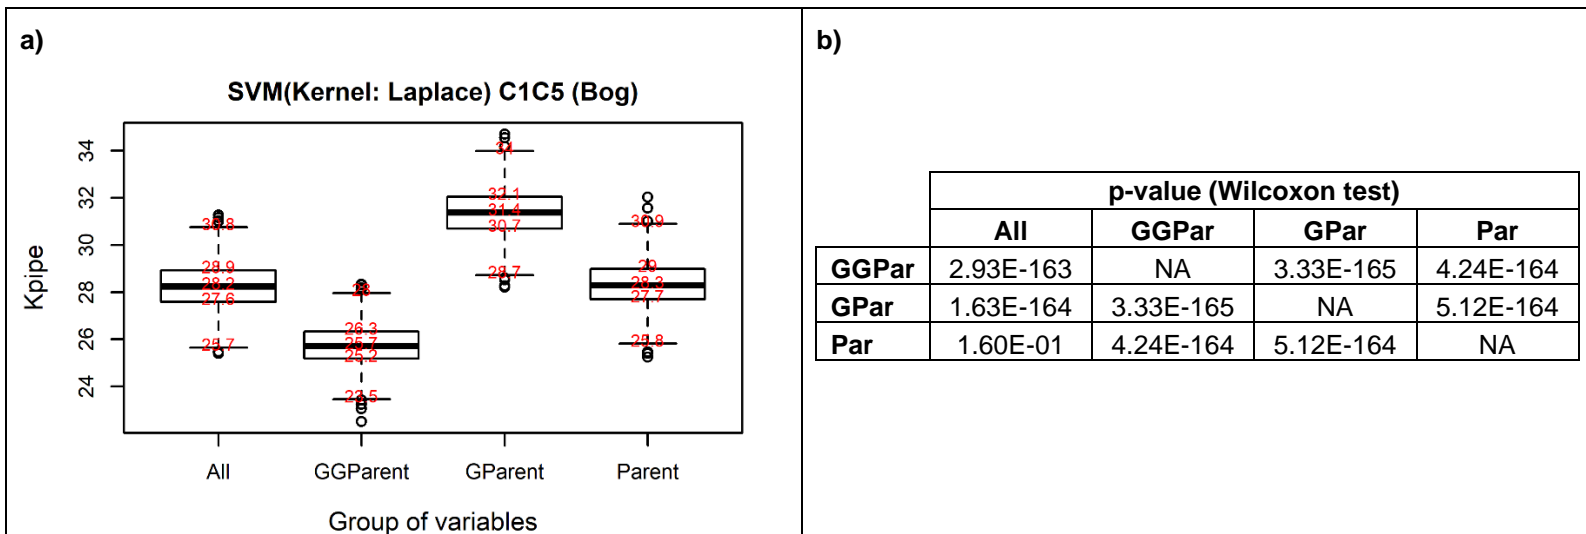 a)
SVM(Kernel: Laplace) C1C5 (Bog)
Kpipe
34
32
30
28
26
24
30.8
28.9
28.2
27.6
25.7
28
26.3
25.7
25.2
23.5
34
32.1
31.4
30.7
28.7
30.9
29
28.3
27.7
25.8
All GGParent GParent Parent
Group of variables
b)
p-value (Wilcoxon test)
All GGPar GPar Par
GGPar 2.93E-163 NA 3.33E-165 4.24E-164
GPar 1.63E-164 3.33E-165 NA 5.12E-164
Par 1.60E-01 4.24E-164 5.12E-164 NA